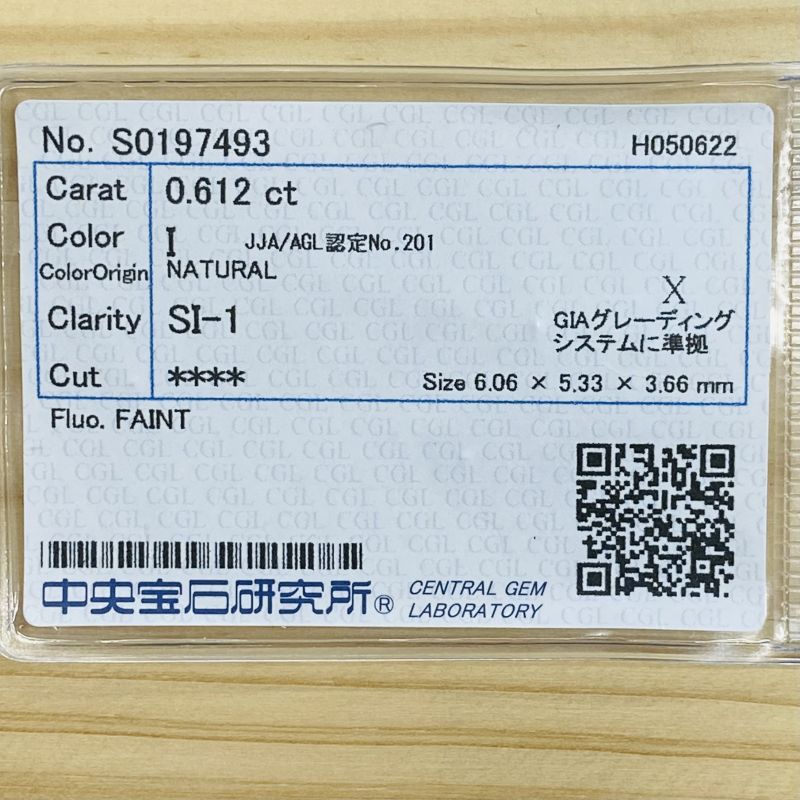 No. S0197493 H050622
Carat 0.612 ct
Color I JJA/AGL認定No.201
ColorOrigin NATURAL
X
Clarity SI-1 GIAグレーディング
システムに準拠
Cut **** Size 6.06 × 5.33 × 3.66 mm
Fluo. FAINT
中央宝石研究所® CENTRAL GEM
LABORATORY